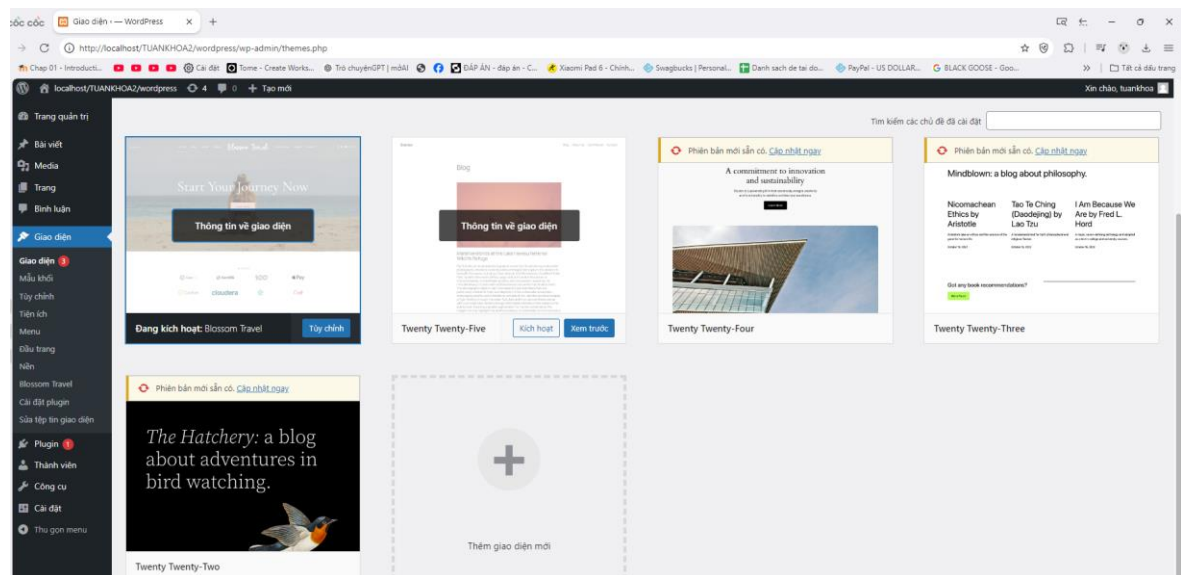 cốc cốc
Giao diện ‹ — WordPress
http://localhost/TUANKHOA2/wordpress/wp-admin/themes.php
Chap 01 - Introducti...
Cài đặt
Tome - Create Works...
Trò chuyệnGPT | mởAI
ĐÁP ÁN - đáp án - C...
Xiaomi Pad 6 - Chính...
Swagbucks | Personal...
Danh sach de tai do...
PayPal - US DOLLAR...
BLACK GOOSE - Goo...
Tất cả dấu trang
localhost/TUANKHOA2/wordpress
4
0
Tạo mới
Xin chào, tuankhoa
Trang quản trị
Bài viết
Media
Trang
Bình luận
Giao diện
Giao diện 3
Mẫu khối
Tùy chỉnh
Tiện ích
Menu
Đầu trang
Nền
Blossom Travel
Cài đặt plugin
Sửa tệp tin giao diện
Plugin 1
Thành viên
Công cụ
Cài đặt
Thu gọn menu
Tìm kiếm các chủ đề đã cài đặt
Blossom Travel
Start Your Journey Now
Thông tin về giao diện
cloudera
Đang kích hoạt: Blossom Travel
Tùy chỉnh
Blog
Thông tin về giao diện
Twenty Twenty-Five
Kích hoạt
Xem trước
Phiên bản mới sẵn có. Cập nhật ngay
A commitment to innovation
and sustainability
Twenty Twenty-Four
Phiên bản mới sẵn có. Cập nhật ngay
Mindblown: a blog about philosophy.
Nicomachean
Ethics by
Aristotle
Tao Te Ching
(Daodejing) by
Lao Tzu
I Am Because We
Are by Fred L.
Hord
Got any book recommendations?
Twenty Twenty-Three
Phiên bản mới sẵn có. Cập nhật ngay
The Hatchery: a blog
about adventures in
bird watching.
Twenty Twenty-Two
Thêm giao diện mới